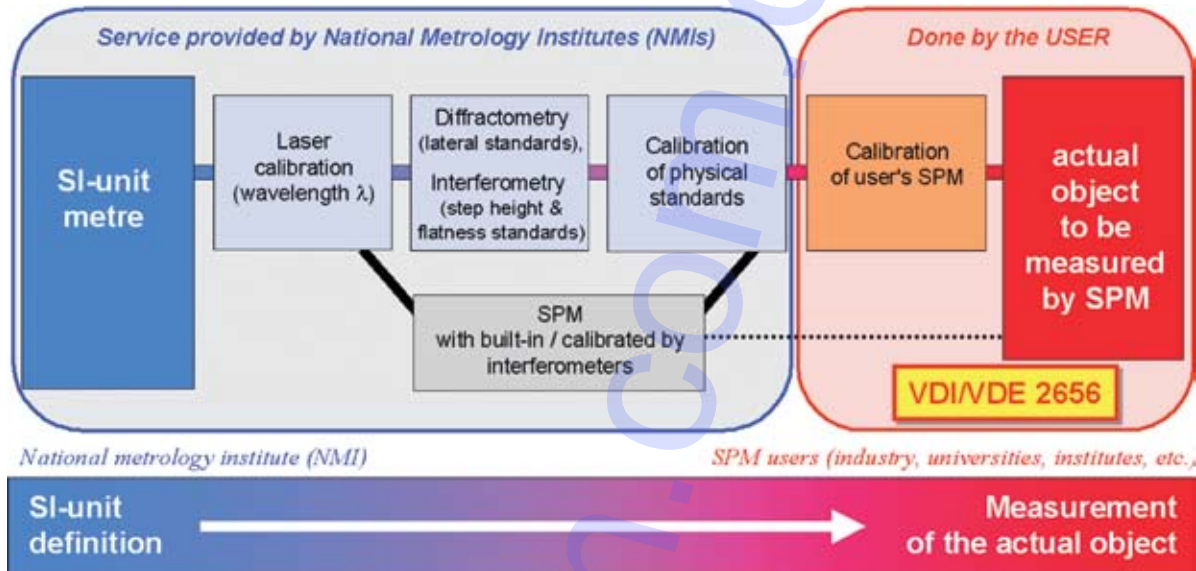 Service provided by National Metrology Institutes (NMIs)
Done by the USER
SI-unit
metre
Laser
calibration
(wavelength λ)
Diffractometry
(lateral standards),
Interferometry
(step height &
flatness standards)
Calibration
of physical
standards
Calibration
of user's SPM
actual
object
to be
measured
by SPM
SPM
with built-in / calibrated by
interferometers
VDI/VDE 2656
National metrology institute (NMI)
SPM users (industry, universities, institutes, etc.)
SI-unit
definition
Measurement
of the actual object